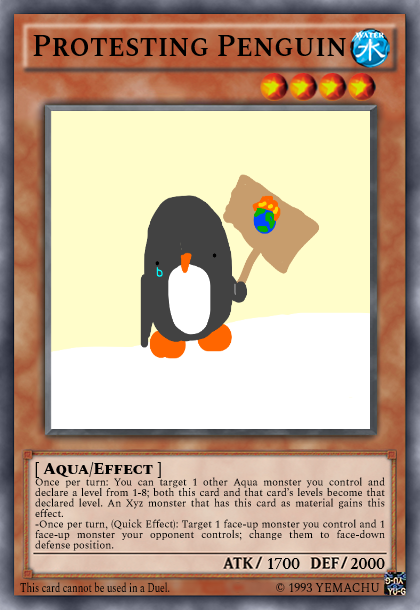 PROTESTING PENGUIN
WATER
水
[ AQUA/EFFECT ]
Once per turn: You can target 1 other Aqua monster you control and
declare a level from 1-8; both this card and that card's levels become that
declared level. An Xyz monster that has this card as material gains this
effect.
-Once per turn, (Quick Effect): Target 1 face-up monster you control and 1
face-up monster your opponent controls; change them to face-down
defense position.
ATK/ 1700 DEF/ 2000
This card cannot be used in a Duel.
© 1993 YEMACHU